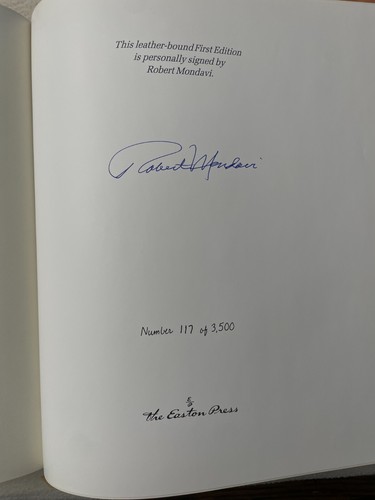 This leather-bound First Edition
is personally signed by
Robert Mondavi.
Robert Mondavi
Number 117 of 3,500
the Easton Press